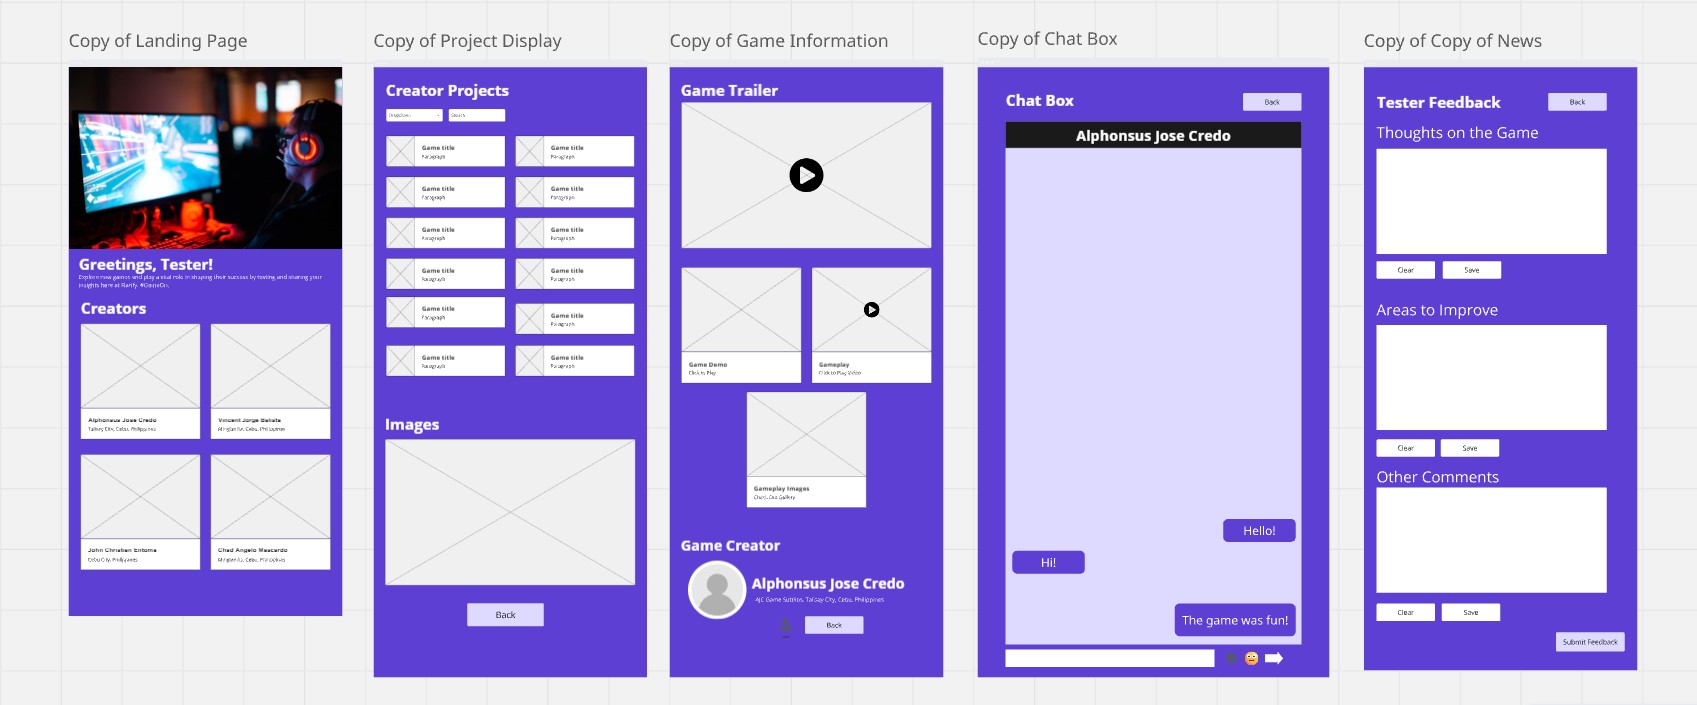 Copy of Landing Page
Greetings, Tester!
Explore new games and play a vital role in shaping their success by testing and sharing your
insights here at Rarify. #GameOn.
Creators
Alphonsus Jose Credo
Talisay City, Cebu, Philippines
Vincent Jorge Balista
Minglanilla, Cebu, Philippines
John Christian Entoma
Cebu City, Philippines
Chad Angelo Mascardo
Minglanilla, Cebu, Philippines
Copy of Project Display
Creator Projects
Dropdown
Search
Game title
Paragraph
Game title
Paragraph
Game title
Paragraph
Game title
Paragraph
Game title
Paragraph
Game title
Paragraph
Game title
Paragraph
Game title
Paragraph
Game title
Paragraph
Game title
Paragraph
Game title
Paragraph
Game title
Paragraph
Images
Back
Copy of Game Information
Game Trailer
Game Demo
Click to Play
Gameplay
Click to Play Video
Gameplay Images
Gallery
Game Creator
Alphonsus Jose Credo
AJC Game Talisay City, Cebu, Philippines
Back
Copy of Chat Box
Chat Box
Back
Alphonsus Jose Credo
Hello!
Hi!
The game was fun!
Copy of Copy of News
Tester Feedback
Back
Thoughts on the Game
Clear
Save
Areas to Improve
Clear
Save
Other Comments
Clear
Save
Submit Feedback